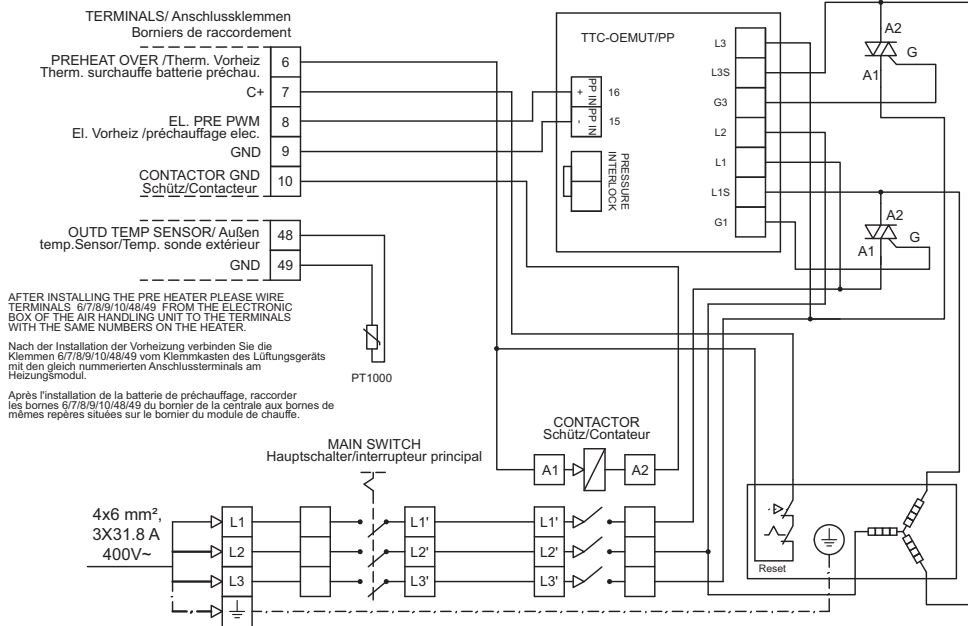 TERMINALS/ Anschlussklemmen
Borniers de raccordement
PREHEAT OVER /Therm. Vorheiz
Therm. surchauffe batterie préchau.
6
C+
7
EL. PRE PWM
El. Vorheiz /préchauffage elec.
8
GND
9
CONTACTOR GND
Schütz/Contacteur
10
OUTD TEMP SENSOR/ Außen
temp.Sensor/Temp. sonde extérieur
48
GND
49
AFTER INSTALLING THE PRE HEATER PLEASE WIRE
TERMINALS 6/7/8/9/10/48/49 FROM THE ELECTRONIC
BOX OF THE AIR HANDLING UNIT TO THE TERMINALS
WITH THE SAME NUMBERS ON THE HEATER.
Nach der Installation der Vorheizung verbinden Sie die
Klemmen 6/7/8/9/10/48/49 vom Klemmkasten des Lüftungsgeräts
mit den gleich nummerierten Anschlussterminals am
Heizungsmodul.
Après l'installation de la batterie de préchauffage, raccorder
les bornes 6/7/8/9/10/48/49 du bornier de la centrale aux bornes de
mêmes repères situées sur le bornier du module de chauffe.
PT1000
TTC-OEMUT/PP
+
PP IN
16
-
PP IN
15
PRESSURE
INTERLOCK
L3
L3S
G3
L2
L1
L1S
G1
A2
G
A1
A2
G
A1
CONTACTOR
Schütz/Contateur
A1
A2
MAIN SWITCH
Hauptschalter/interrupteur principal
4x6 mm²,
3X31.8 A
400V~
L1
L1'
L1'
L2
L2'
L2'
L3
L3'
L3'
Reset